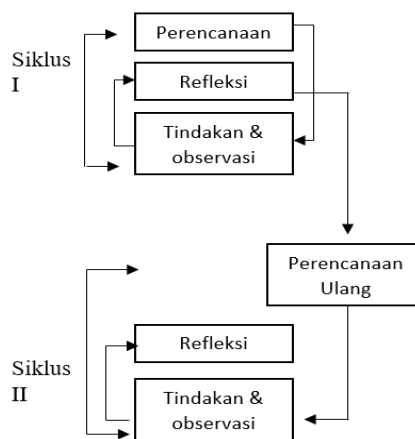 Perencanaan
Siklus
I
Refleksi
Tindakan &
observasi
Perencanaan
Ulang
Refleksi
Siklus
II
Tindakan &
observasi